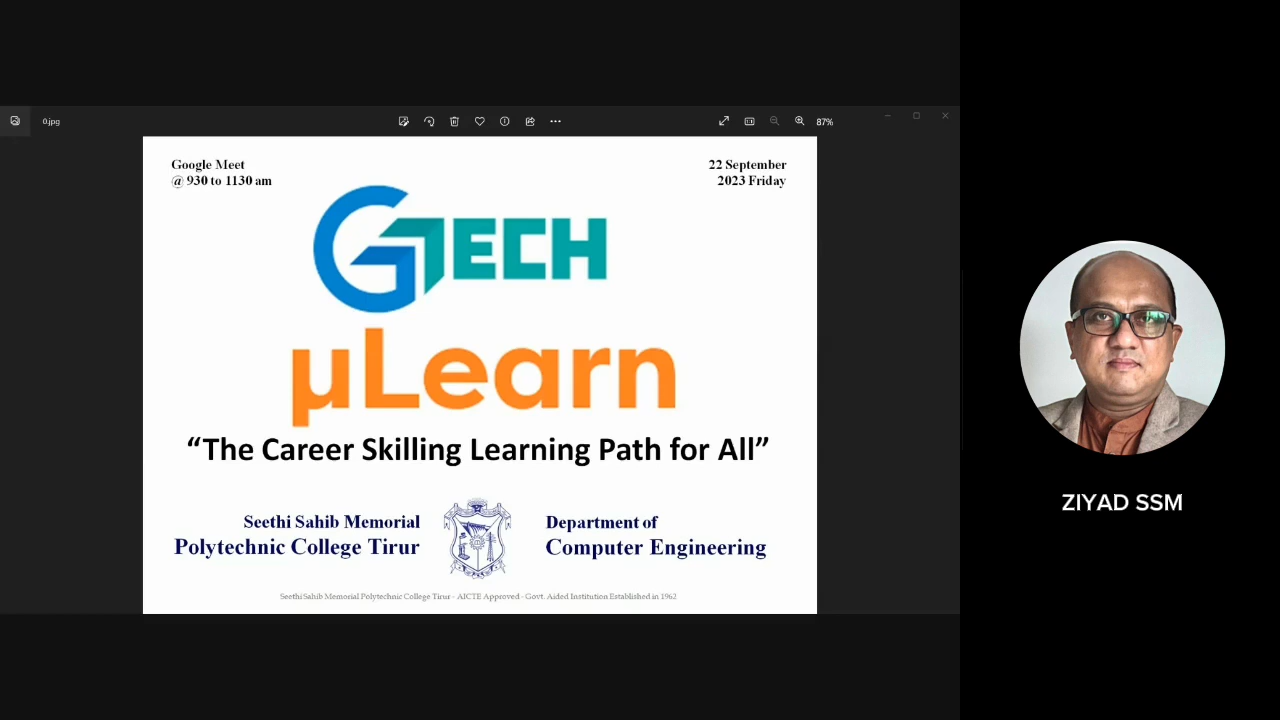 0.jpg
87%
Google Meet
@ 930 to 1130 am
22 September
2023 Friday
GTECH
µLearn
“The Career Skilling Learning Path for All”
Seethi Sahib Memorial
Polytechnic College Tirur
Department of
Computer Engineering
Seethi Sahib Memorial Polytechnic College Tirur - AICTE Approved - Govt. Aided Institution Established in 1962
ZIYAD SSM